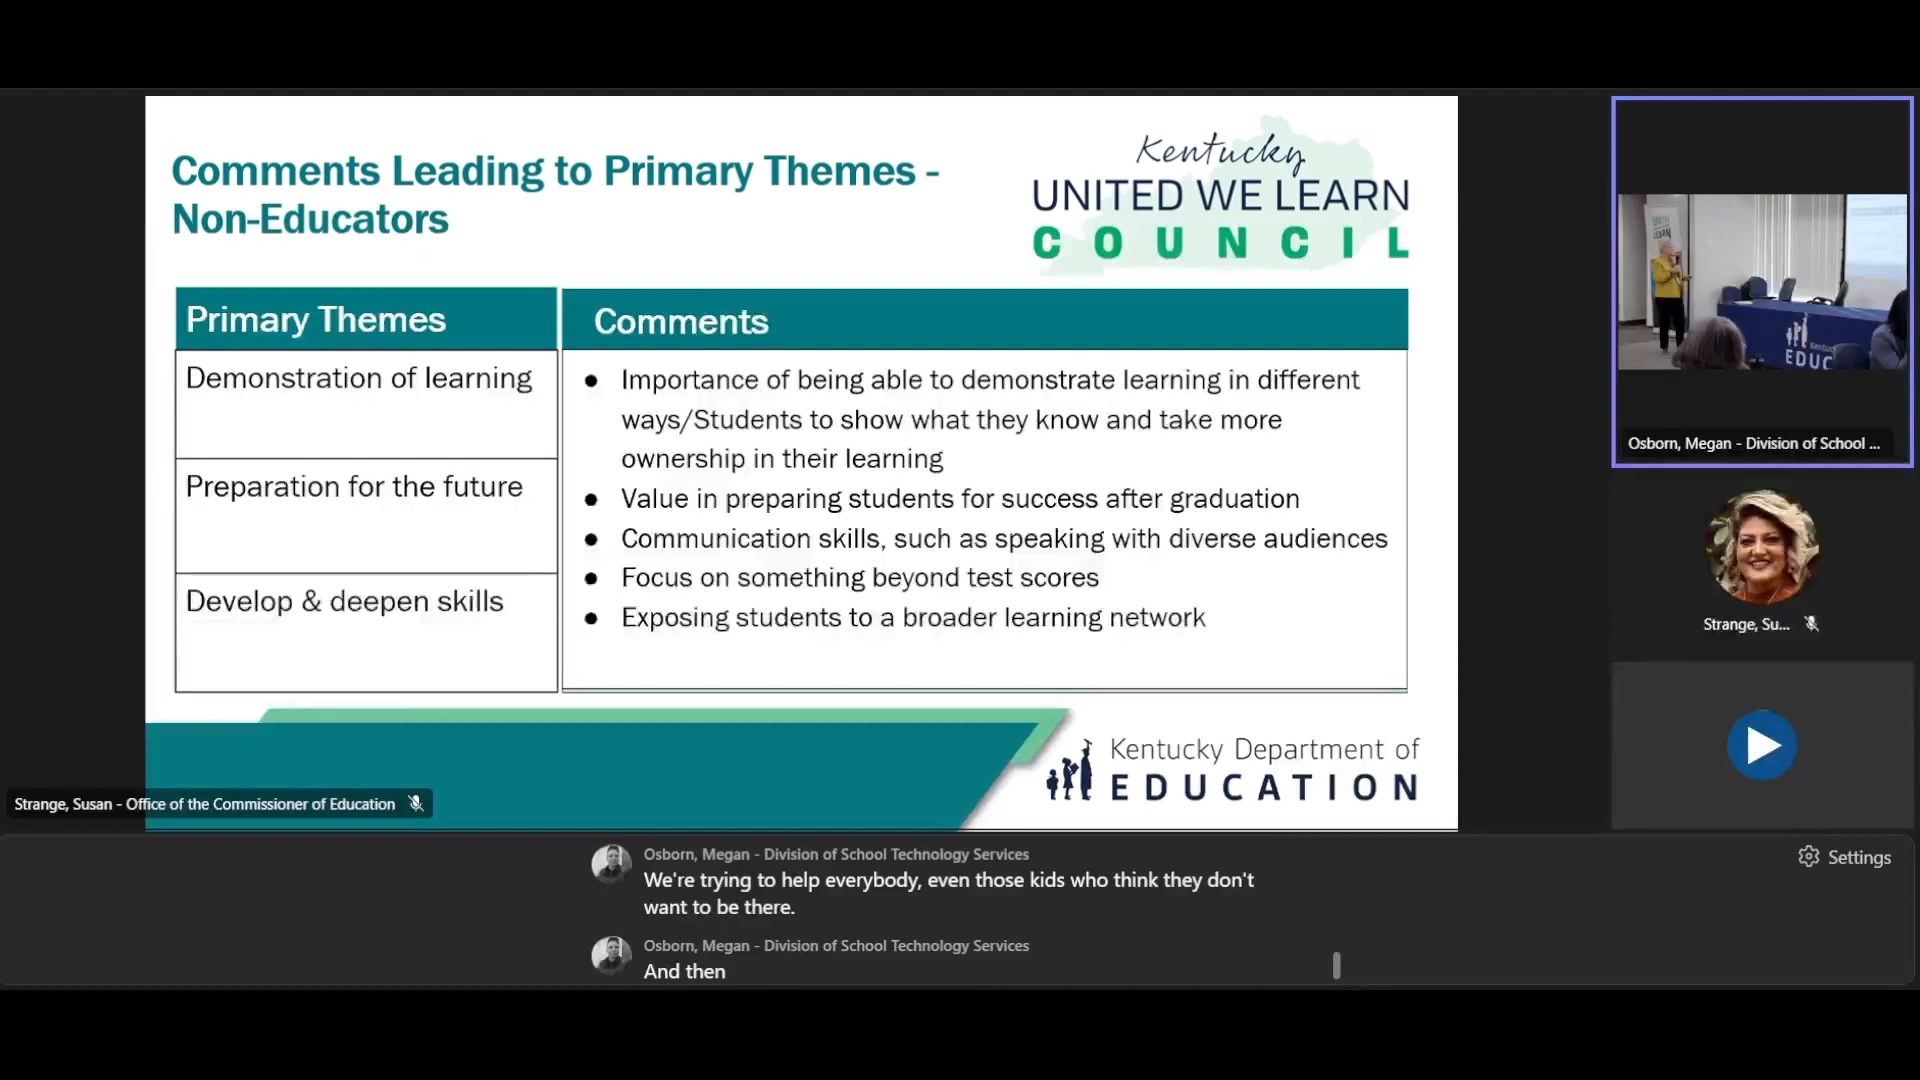 Comments Leading to Primary Themes -
Non-Educators
Kentucky
UNITED WE LEARN
COUNCIL
Primary Themes
Comments
Demonstration of learning
Preparation for the future
Develop & deepen skills
● Importance of being able to demonstrate learning in different
ways/Students to show what they know and take more
ownership in their learning
● Value in preparing students for success after graduation
● Communication skills, such as speaking with diverse audiences
● Focus on something beyond test scores
● Exposing students to a broader learning network
Kentucky Department of
EDUCATION
Strange, Susan - Office of the Commissioner of Education
LEARN
Kentuc
EDUC
Osborn, Megan - Division of School ...
Strange, Su...
Osborn, Megan - Division of School Technology Services
We're trying to help everybody, even those kids who think they don't
want to be there.
Osborn, Megan - Division of School Technology Services
And then
Settings